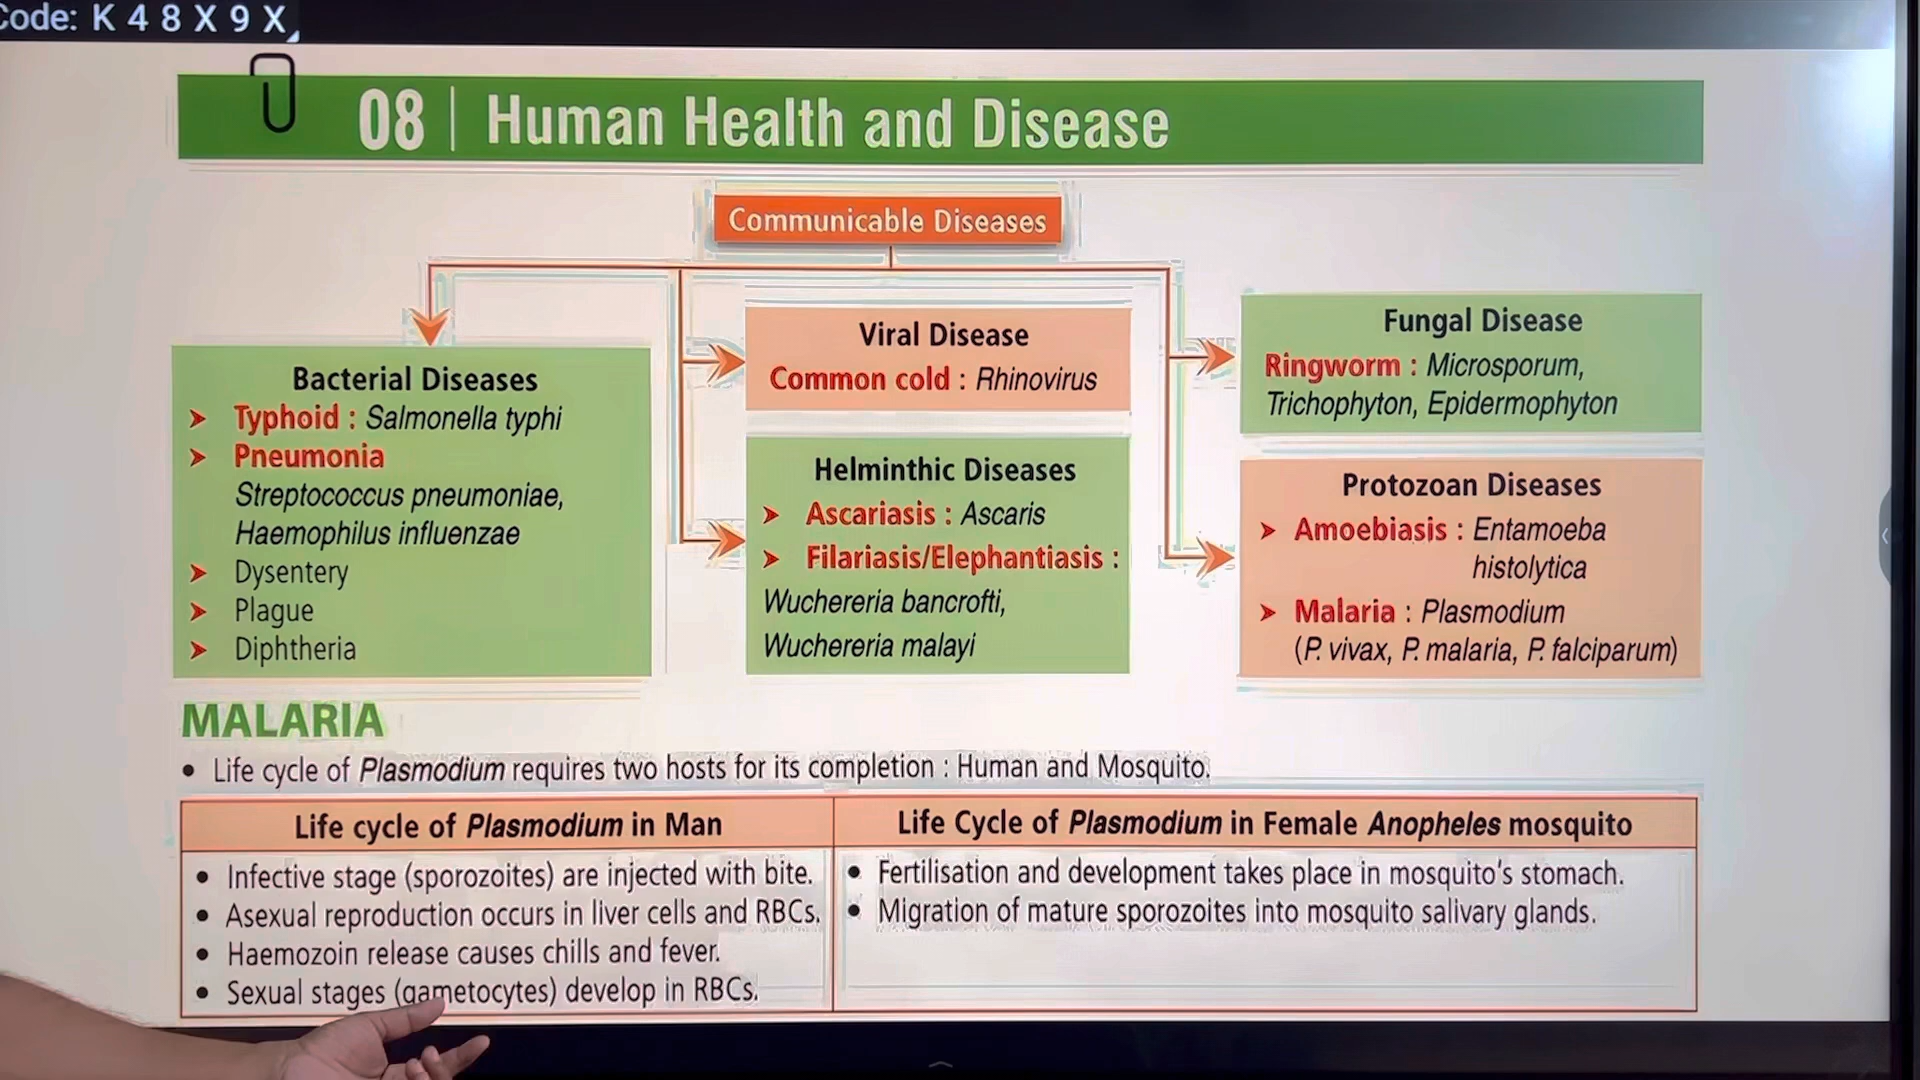 Code: K 4 8 X 9 X
08 | Human Health and Disease
Communicable Diseases
Bacterial Diseases
➤ Typhoid : Salmonella typhi
➤ Pneumonia
Streptococcus pneumoniae,
Haemophilus influenzae
➤ Dysentery
➤ Plague
➤ Diphtheria
Viral Disease
Common cold : Rhinovirus
Helminthic Diseases
➤ Ascariasis : Ascaris
➤ Filariasis/Elephantiasis :
Wuchereria bancrofti,
Wuchereria malayi
Fungal Disease
Ringworm : Microsporum,
Trichophyton, Epidermophyton
Protozoan Diseases
➤ Amoebiasis : Entamoeba
histolytica
➤ Malaria : Plasmodium
(P. vivax, P. malaria, P. falciparum)
MALARIA
• Life cycle of Plasmodium requires two hosts for its completion : Human and Mosquito.
Life cycle of Plasmodium in Man
• Infective stage (sporozoites) are injected with bite.
• Asexual reproduction occurs in liver cells and RBCs.
• Haemozoin release causes chills and fever.
• Sexual stages (gametocytes) develop in RBCs.
Life Cycle of Plasmodium in Female Anopheles mosquito
• Fertilisation and development takes place in mosquito's stomach.
• Migration of mature sporozoites into mosquito salivary glands.